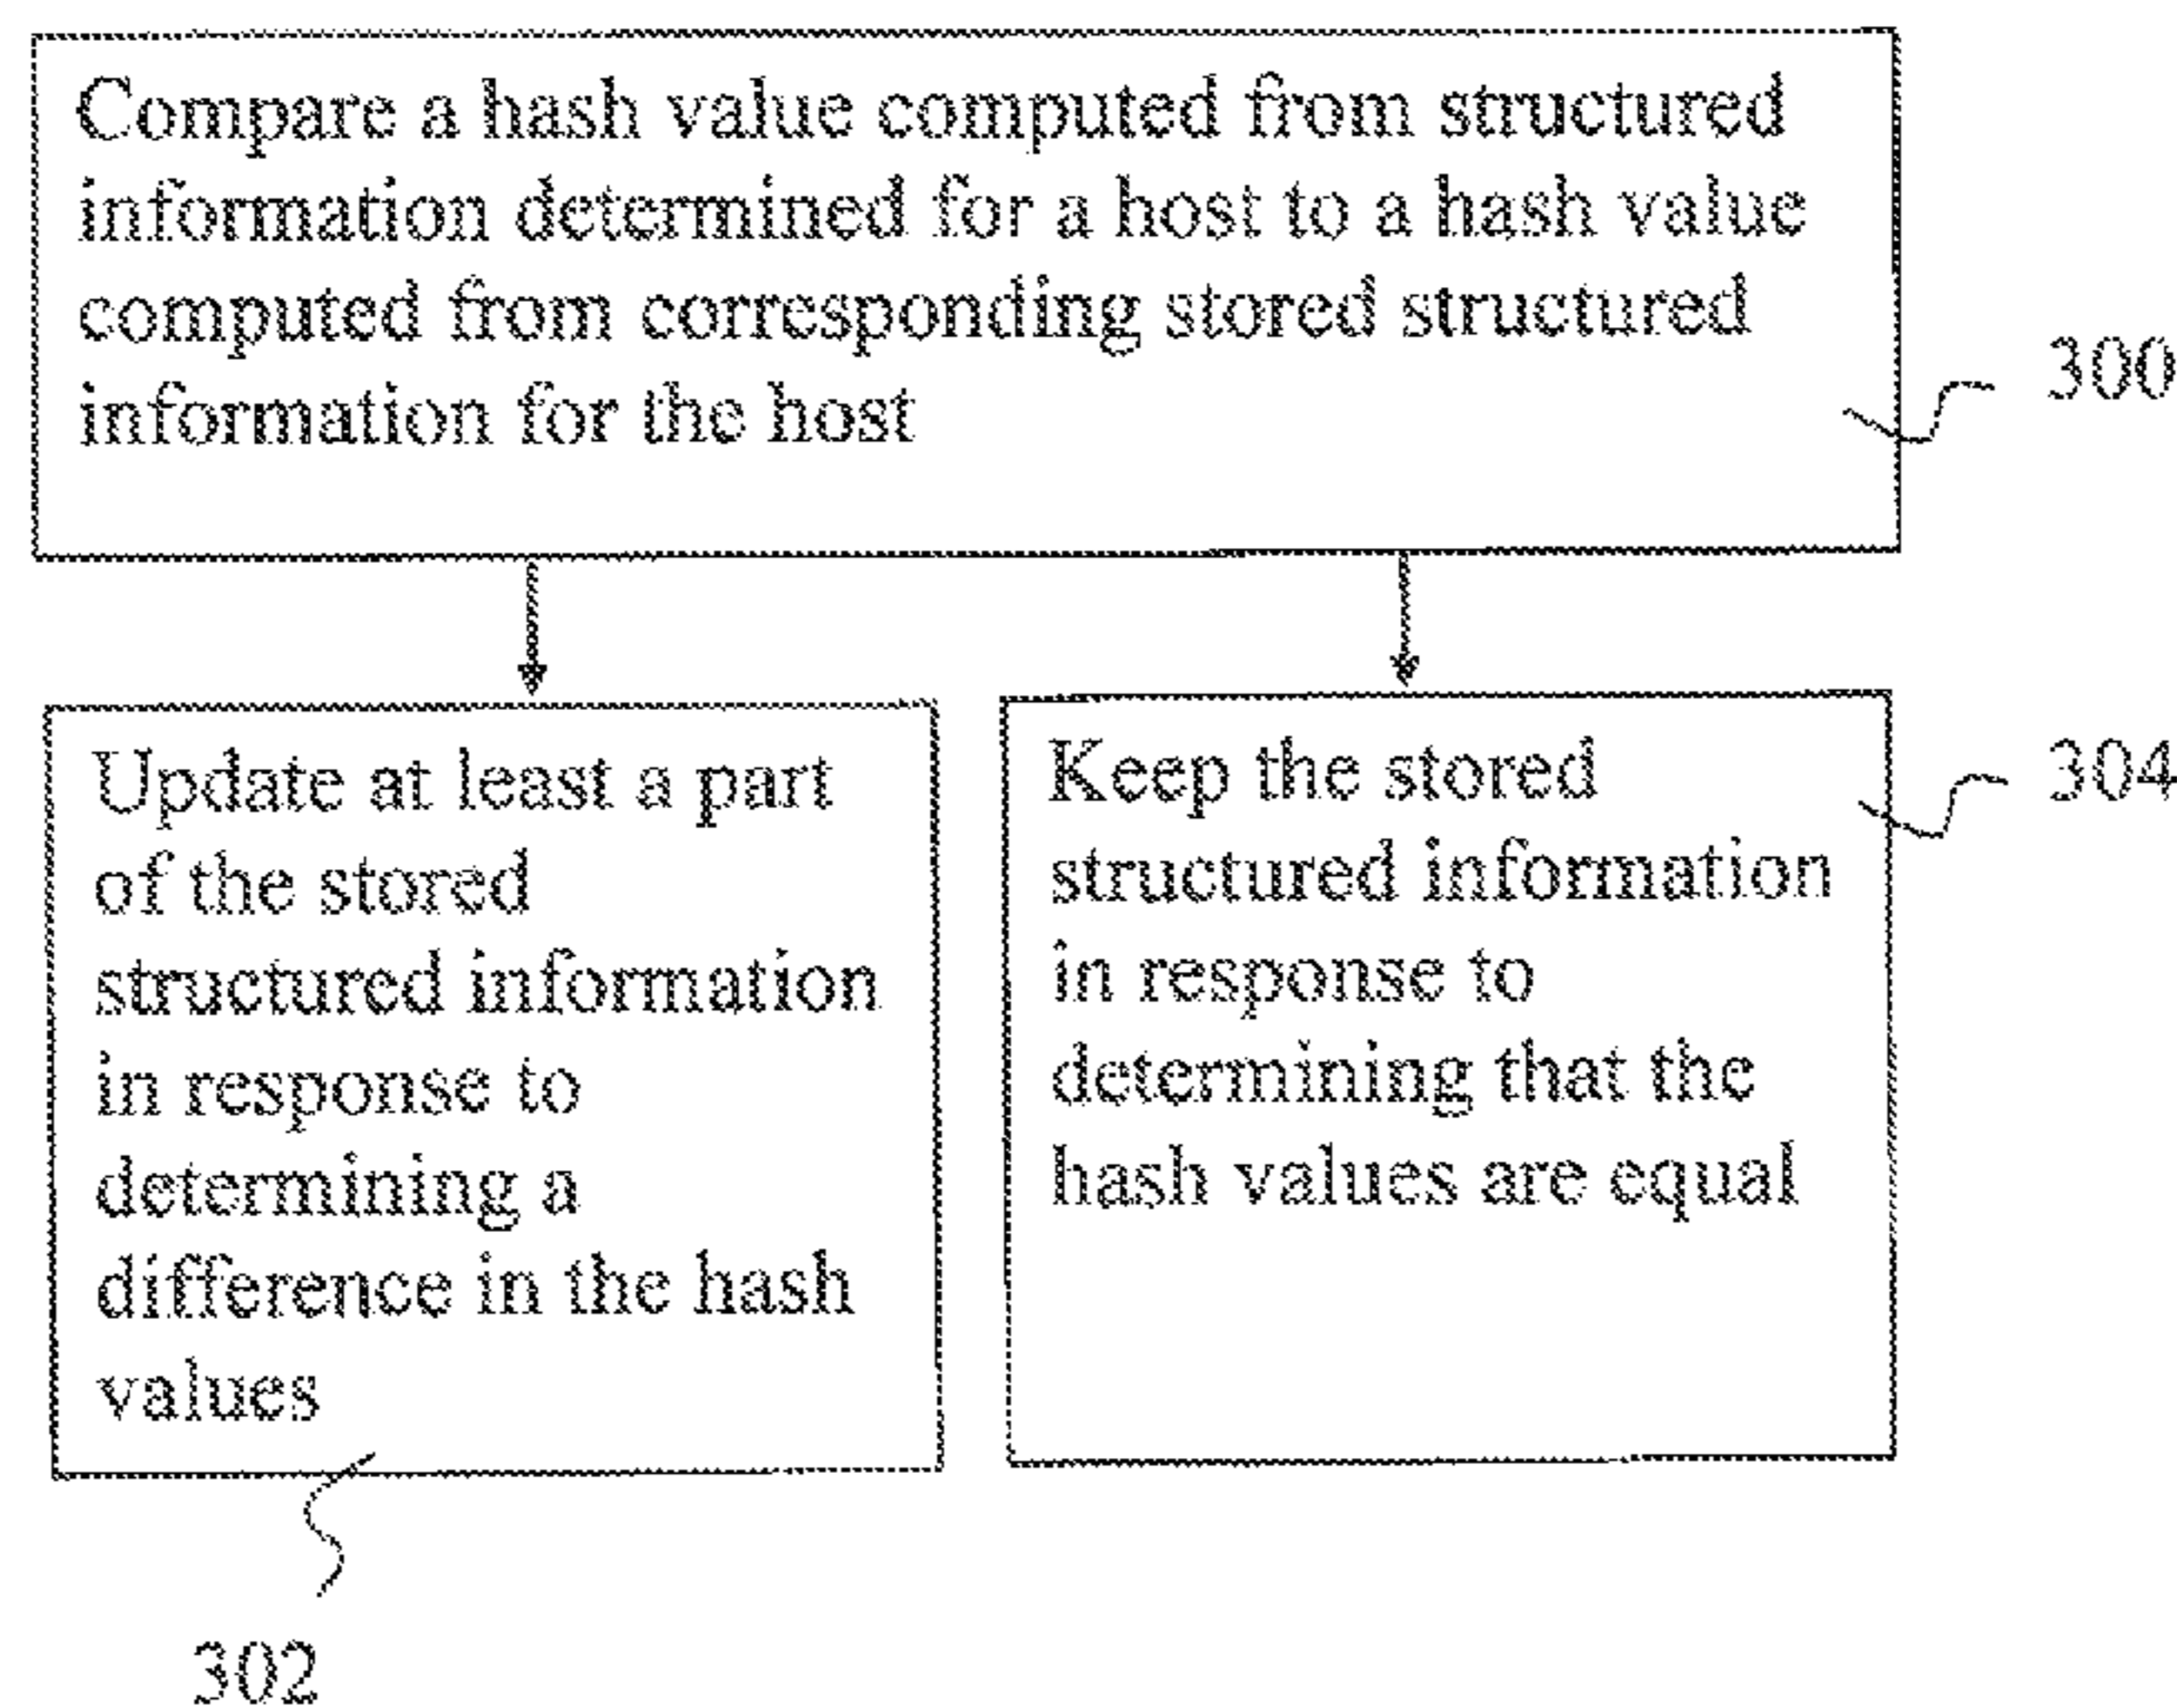 Compare a hash value computed from structured
information determined for a host to a hash value
computed from corresponding stored structured
information for the host
300
Update at least a part
of the stored
structured information
in response to
determining a
difference in the hash
values
302
Keep the stored
structured information
in response to
determining that the
hash values are equal
304